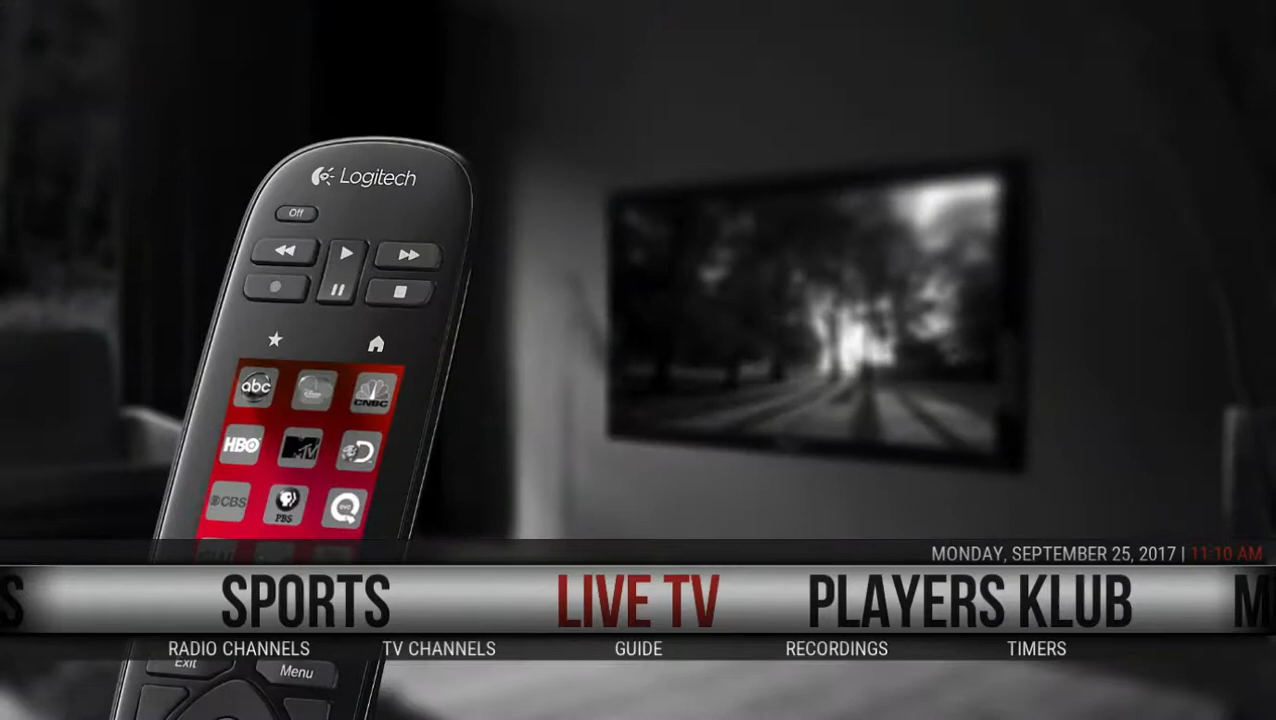 Logitech
Off
abc
CNBC
HBO
MTV
D
CBS
PBS
QVC
MONDAY, SEPTEMBER 25, 2017 | 11:10 AM
S
SPORTS
LIVE TV
PLAYERS KLUB
M
RADIO CHANNELS
TV CHANNELS
GUIDE
RECORDINGS
TIMERS
Exit
Menu